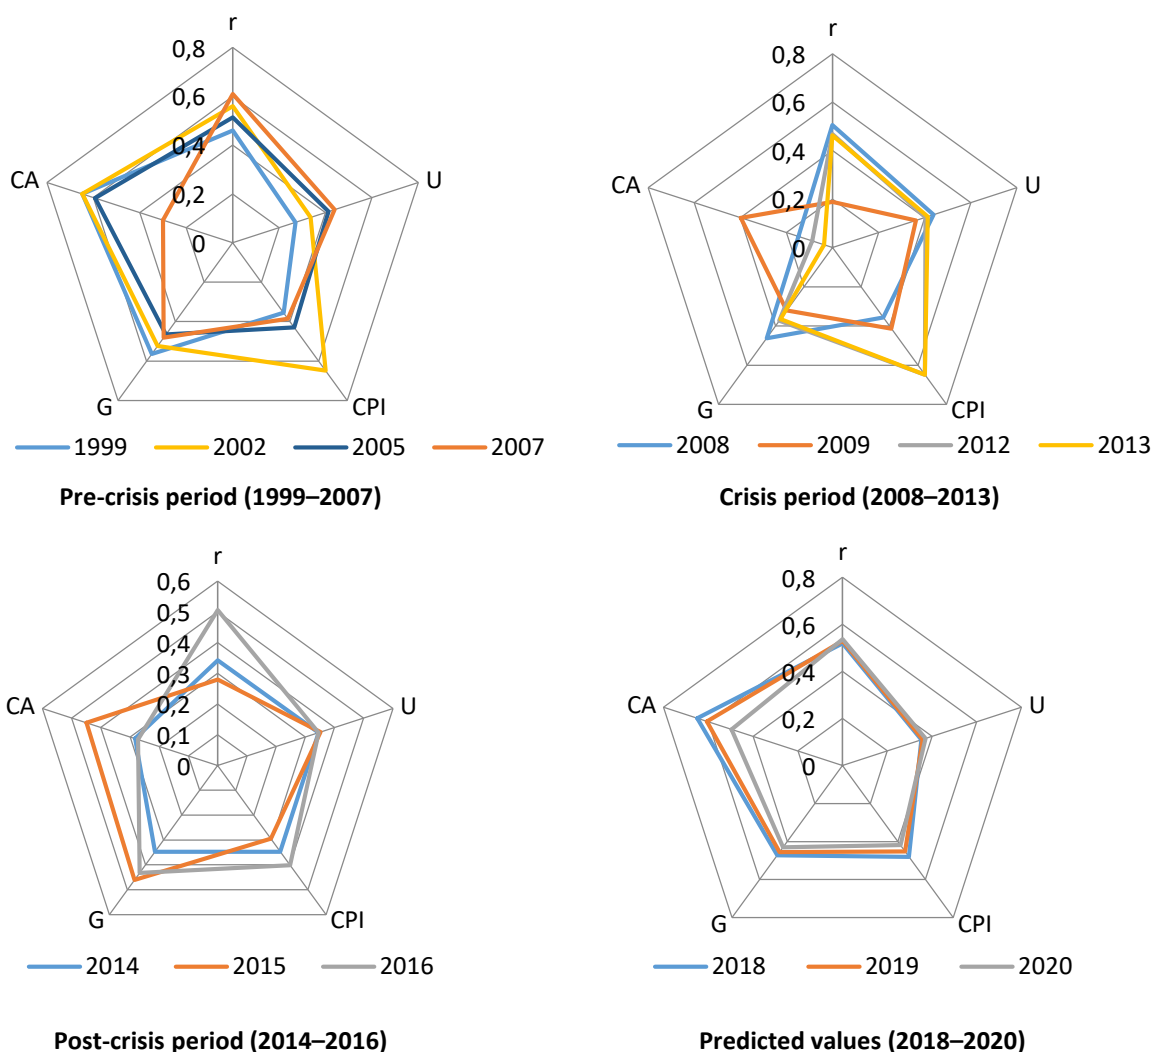 r
0,8
0,6
0,4
0,2
0
CA
U
G
CPI
1999 2002 2005 2007
Pre-crisis period (1999–2007)
r
0,8
0,6
0,4
0,2
0
CA
U
G
CPI
2008 2009 2012 2013
Crisis period (2008–2013)
r
0,6
0,5
0,4
0,3
0,2
0,1
0
CA
U
G
CPI
2014 2015 2016
Post-crisis period (2014–2016)
r
0,8
0,6
0,4
0,2
0
CA
U
G
CPI
2018 2019 2020
Predicted values (2018–2020)